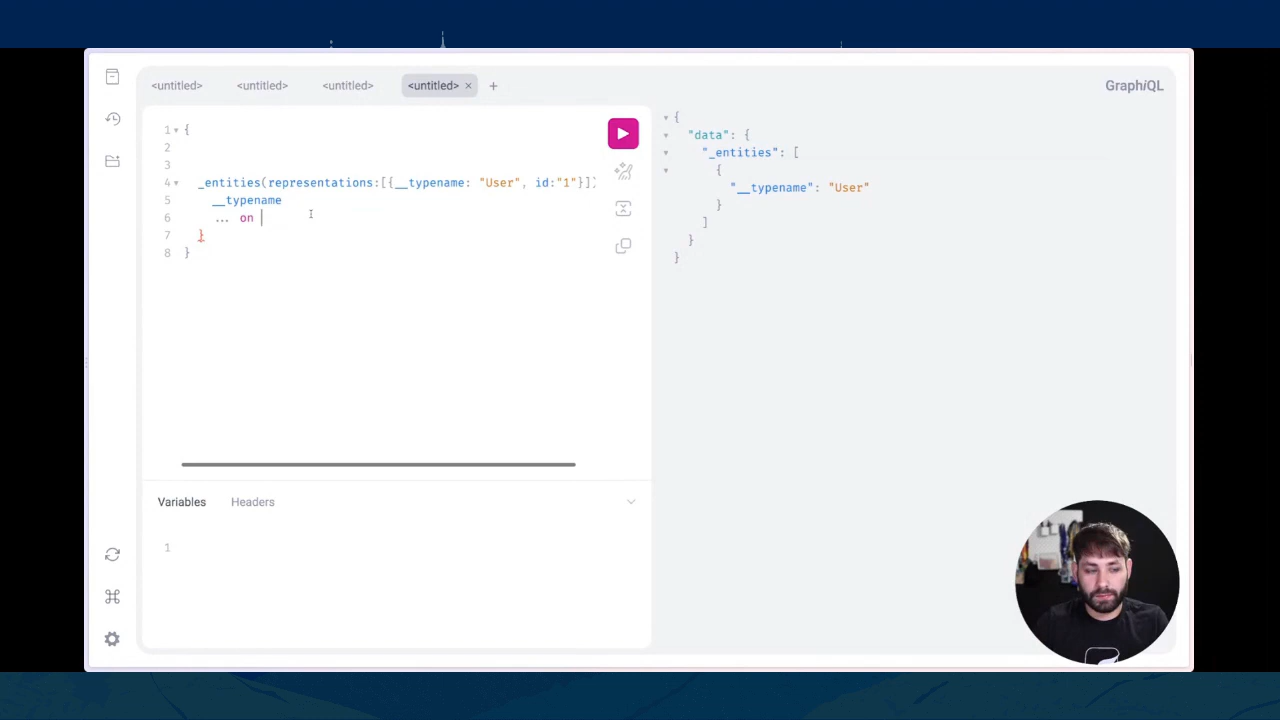 <untitled>
<untitled>
<untitled>
<untitled> ×
+
GraphiQL
1 {
2
3
4 _entities(representations:[{__typename: "User", id:"1"}]
5 __typename
6 ... on
7 }
8 }
{
"data": {
"_entities": [
{
"__typename": "User"
}
]
}
}
Variables
Headers
1